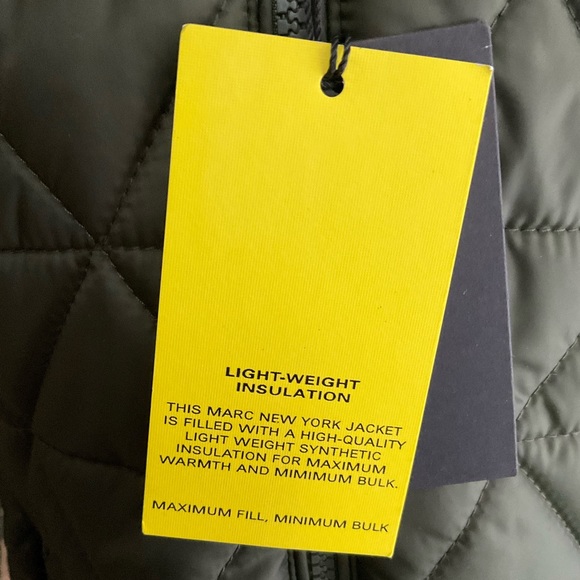 LIGHT-WEIGHT
INSULATION
THIS MARC NEW YORK JACKET
IS FILLED WITH A HIGH-QUALITY
LIGHT WEIGHT SYNTHETIC
INSULATION FOR MAXIMUM
WARMTH AND MIMIMUM BULK.
MAXIMUM FILL, MINIMUM BULK